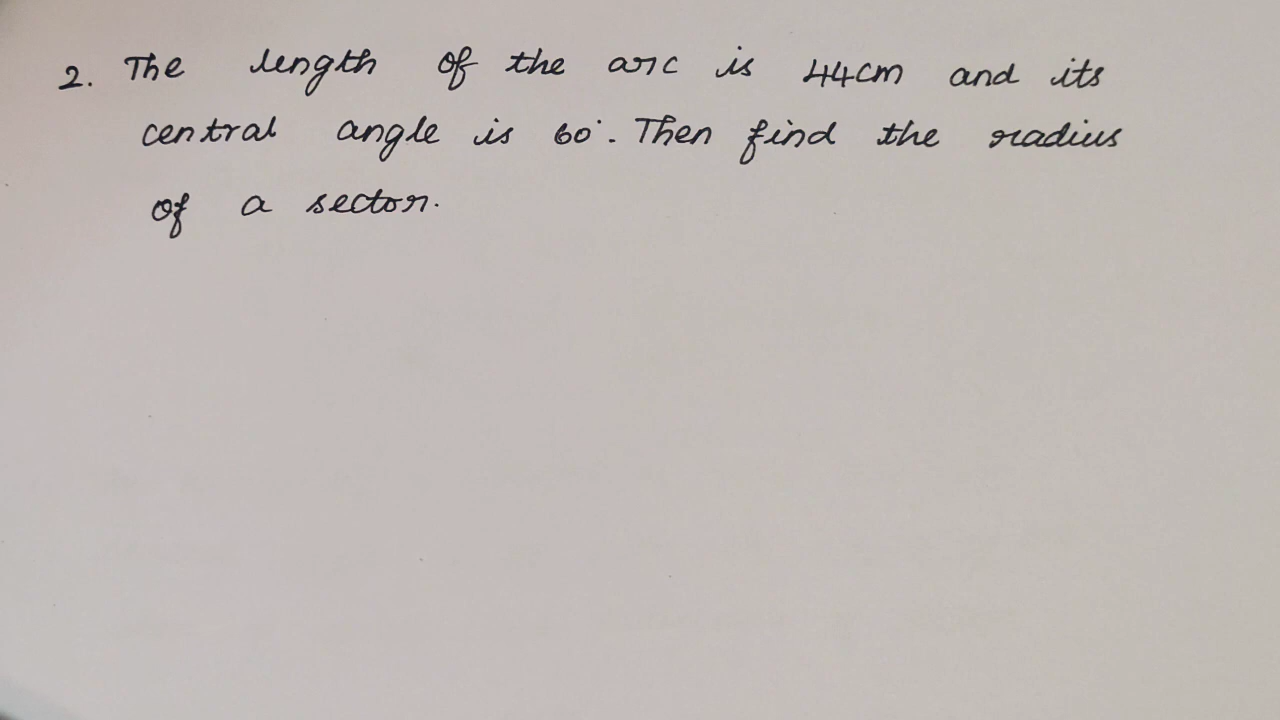 2. The length of the arc is 44cm and its
central angle is 60°. Then find the radius
of a sector.